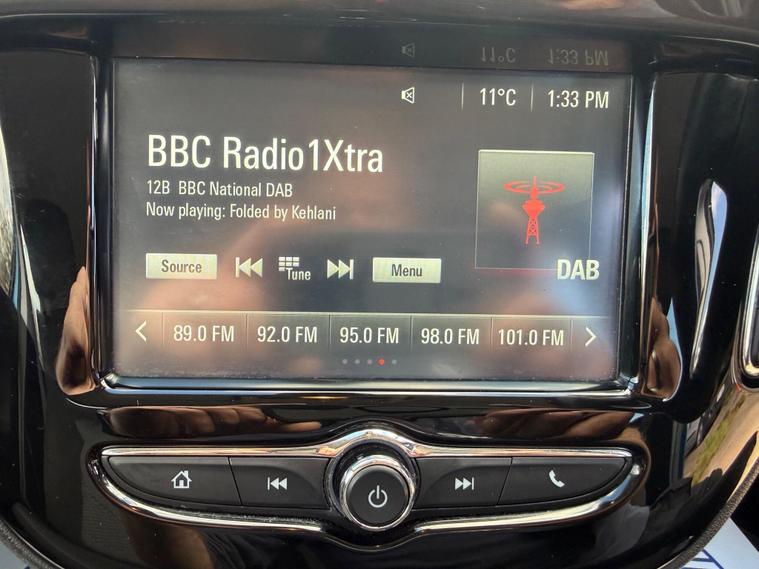 11°C 1:33 PM
BBC Radio1Xtra
12B BBC National DAB
Now playing: Folded by Kehlani
DAB
Source Tune Menu
89.0 FM 92.0 FM 95.0 FM 98.0 FM 101.0 FM